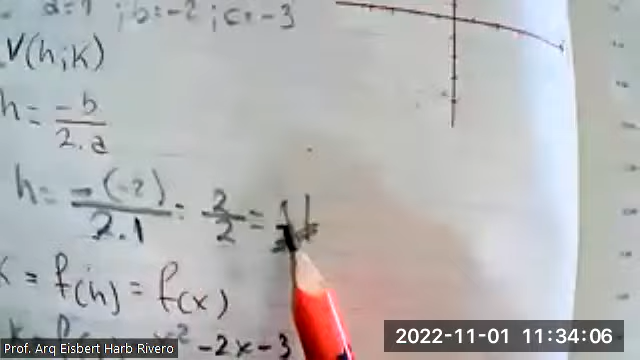 a=1 ; b=-2 ; c=-3
V(h;k)
h = -b / 2.a
h = -(-2) / 2.1 = 2/2 = 1
k = f(h) = f(x)
x² -2x-3
Prof. Arq Eisbert Harb Rivero
2022-11-01 11:34:06